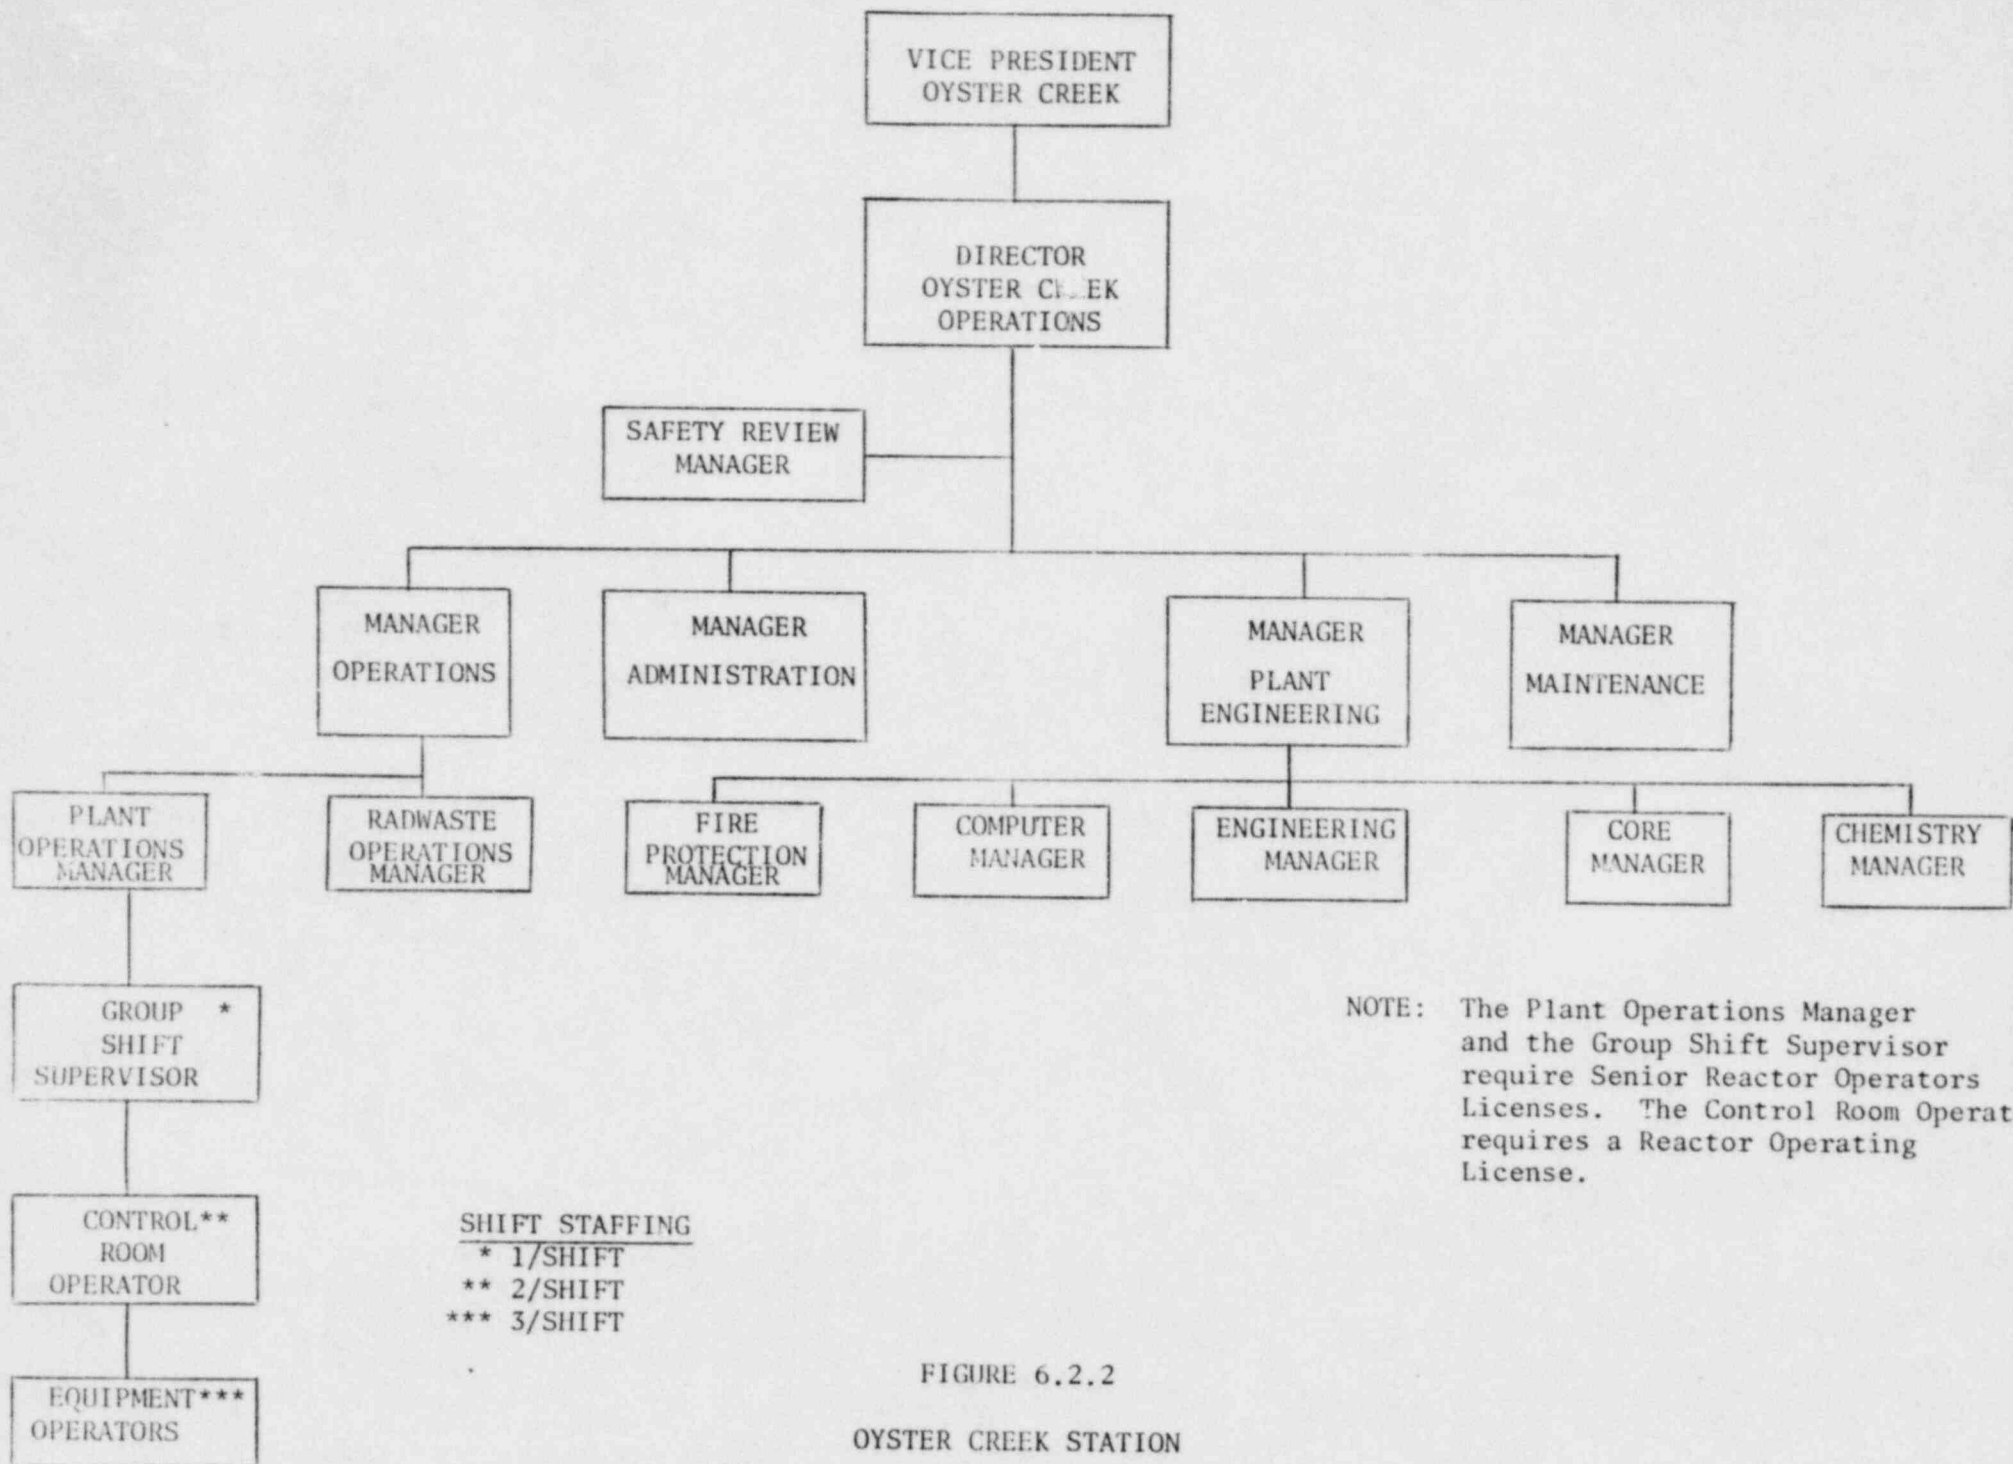 VICE PRESIDENT
OYSTER CREEK
DIRECTOR
OYSTER
OPERATIONS
SAFETY REVIEW
MANAGER
MANAGER
OPERATIONS
MANAGER
ADMINISTRATION
MANAGER
PLANT
ENGINEERING
MANAGER
MAINTENANCE
PLANT
OPERATIONS
MANAGER
RADWASTE
OPERATIONS
MANAGER
FIRE
PROTECTION
MANAGER
COMPUTER
MANAGER
ENGINEERING
MANAGER
CORE
MANAGER
CHEMISTRY
MANAGER
GROUP *
SHIFT
SUPERVISOR
NOTE: The Plant Operations Manager
and the Group Shift Supervisor
require Senior Reactor Operators
Licenses. The Control Room Operat
requires a Reactor Operating
License.
CONTROL**
ROOM
OPERATOR
SHIFT STAFFING
* 1/SHIFT
** 2/SHIFT
*** 3/SHIFT
EQUIPMENT***
OPERATORS
FIGURE 6.2.2
OYSTER CREEK STATION